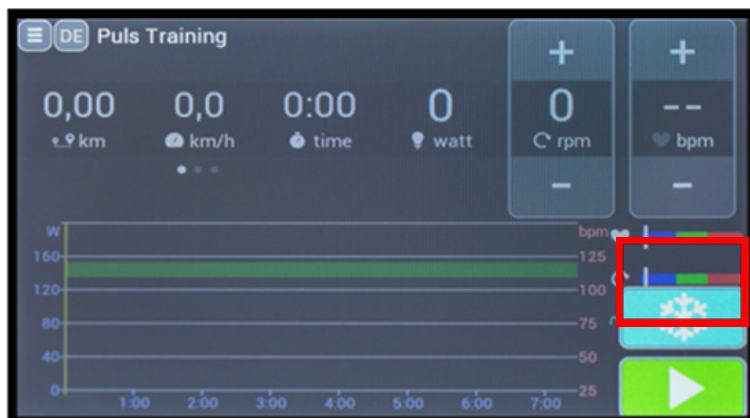 DE Puls Training
+ +
0,00 0,0 0:00 0 0 --
km km/h time watt rpm bpm
- -
W bpm
160 125
120 100
80 75
40 50
0 25
1:00 2:00 3:00 4:00 5:00 6:00 7:00